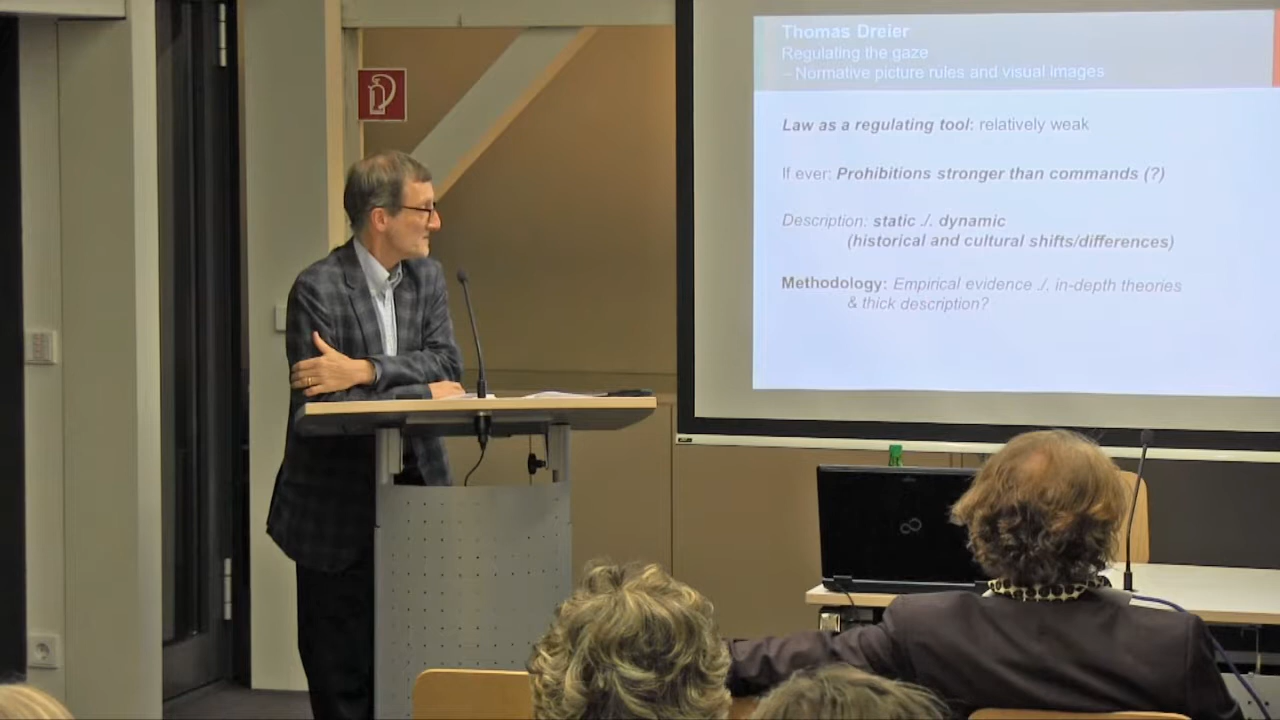 Thomas Dreier
Regulating the gaze
– Normative picture rules and visual images
Law as a regulating tool: relatively weak
If ever: Prohibitions stronger than commands (?)
Description: static ./. dynamic
(historical and cultural shifts/differences)
Methodology: Empirical evidence ./. in-depth theories
& thick description?